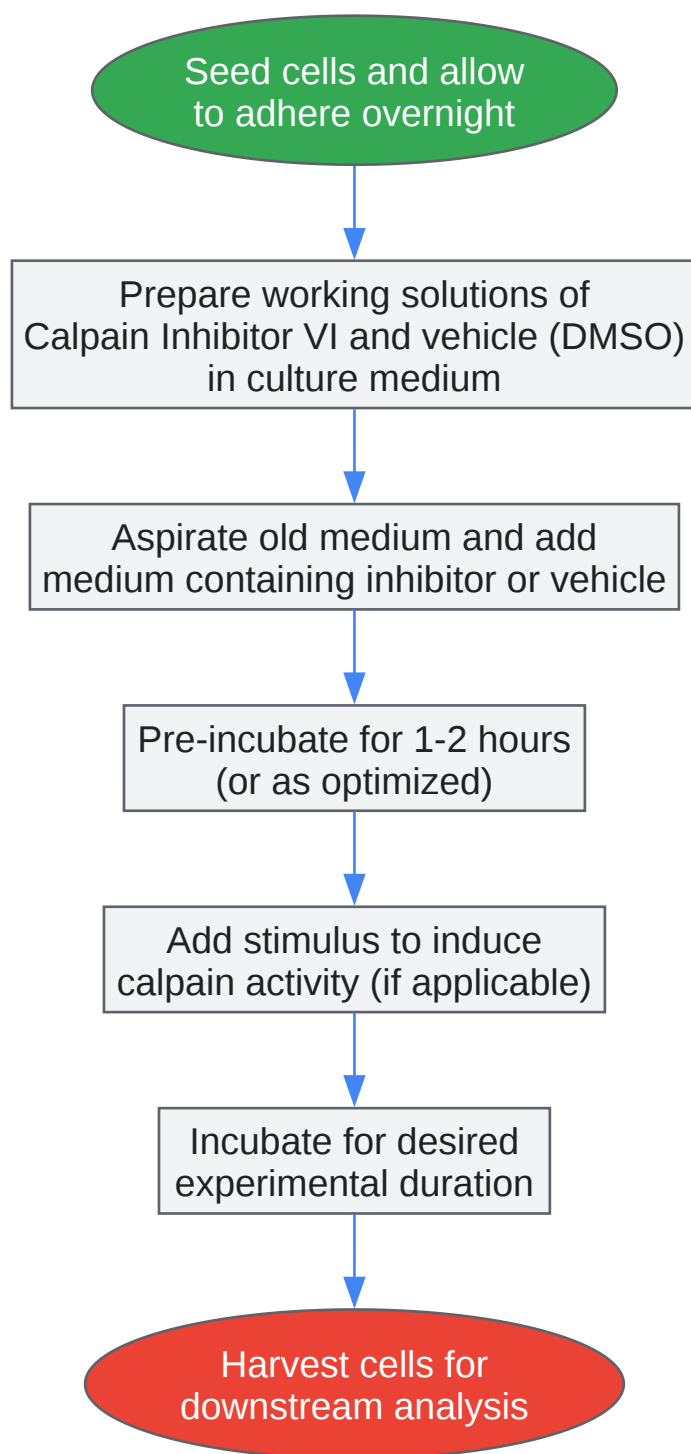 Seed cells and allow
to adhere overnight
Prepare working solutions of
Calpain Inhibitor VI and vehicle (DMSO)
in culture medium
Aspirate old medium and add
medium containing inhibitor or vehicle
Pre-incubate for 1-2 hours
(or as optimized)
Add stimulus to induce
calpain activity (if applicable)
Incubate for desired
experimental duration
Harvest cells for
downstream analysis